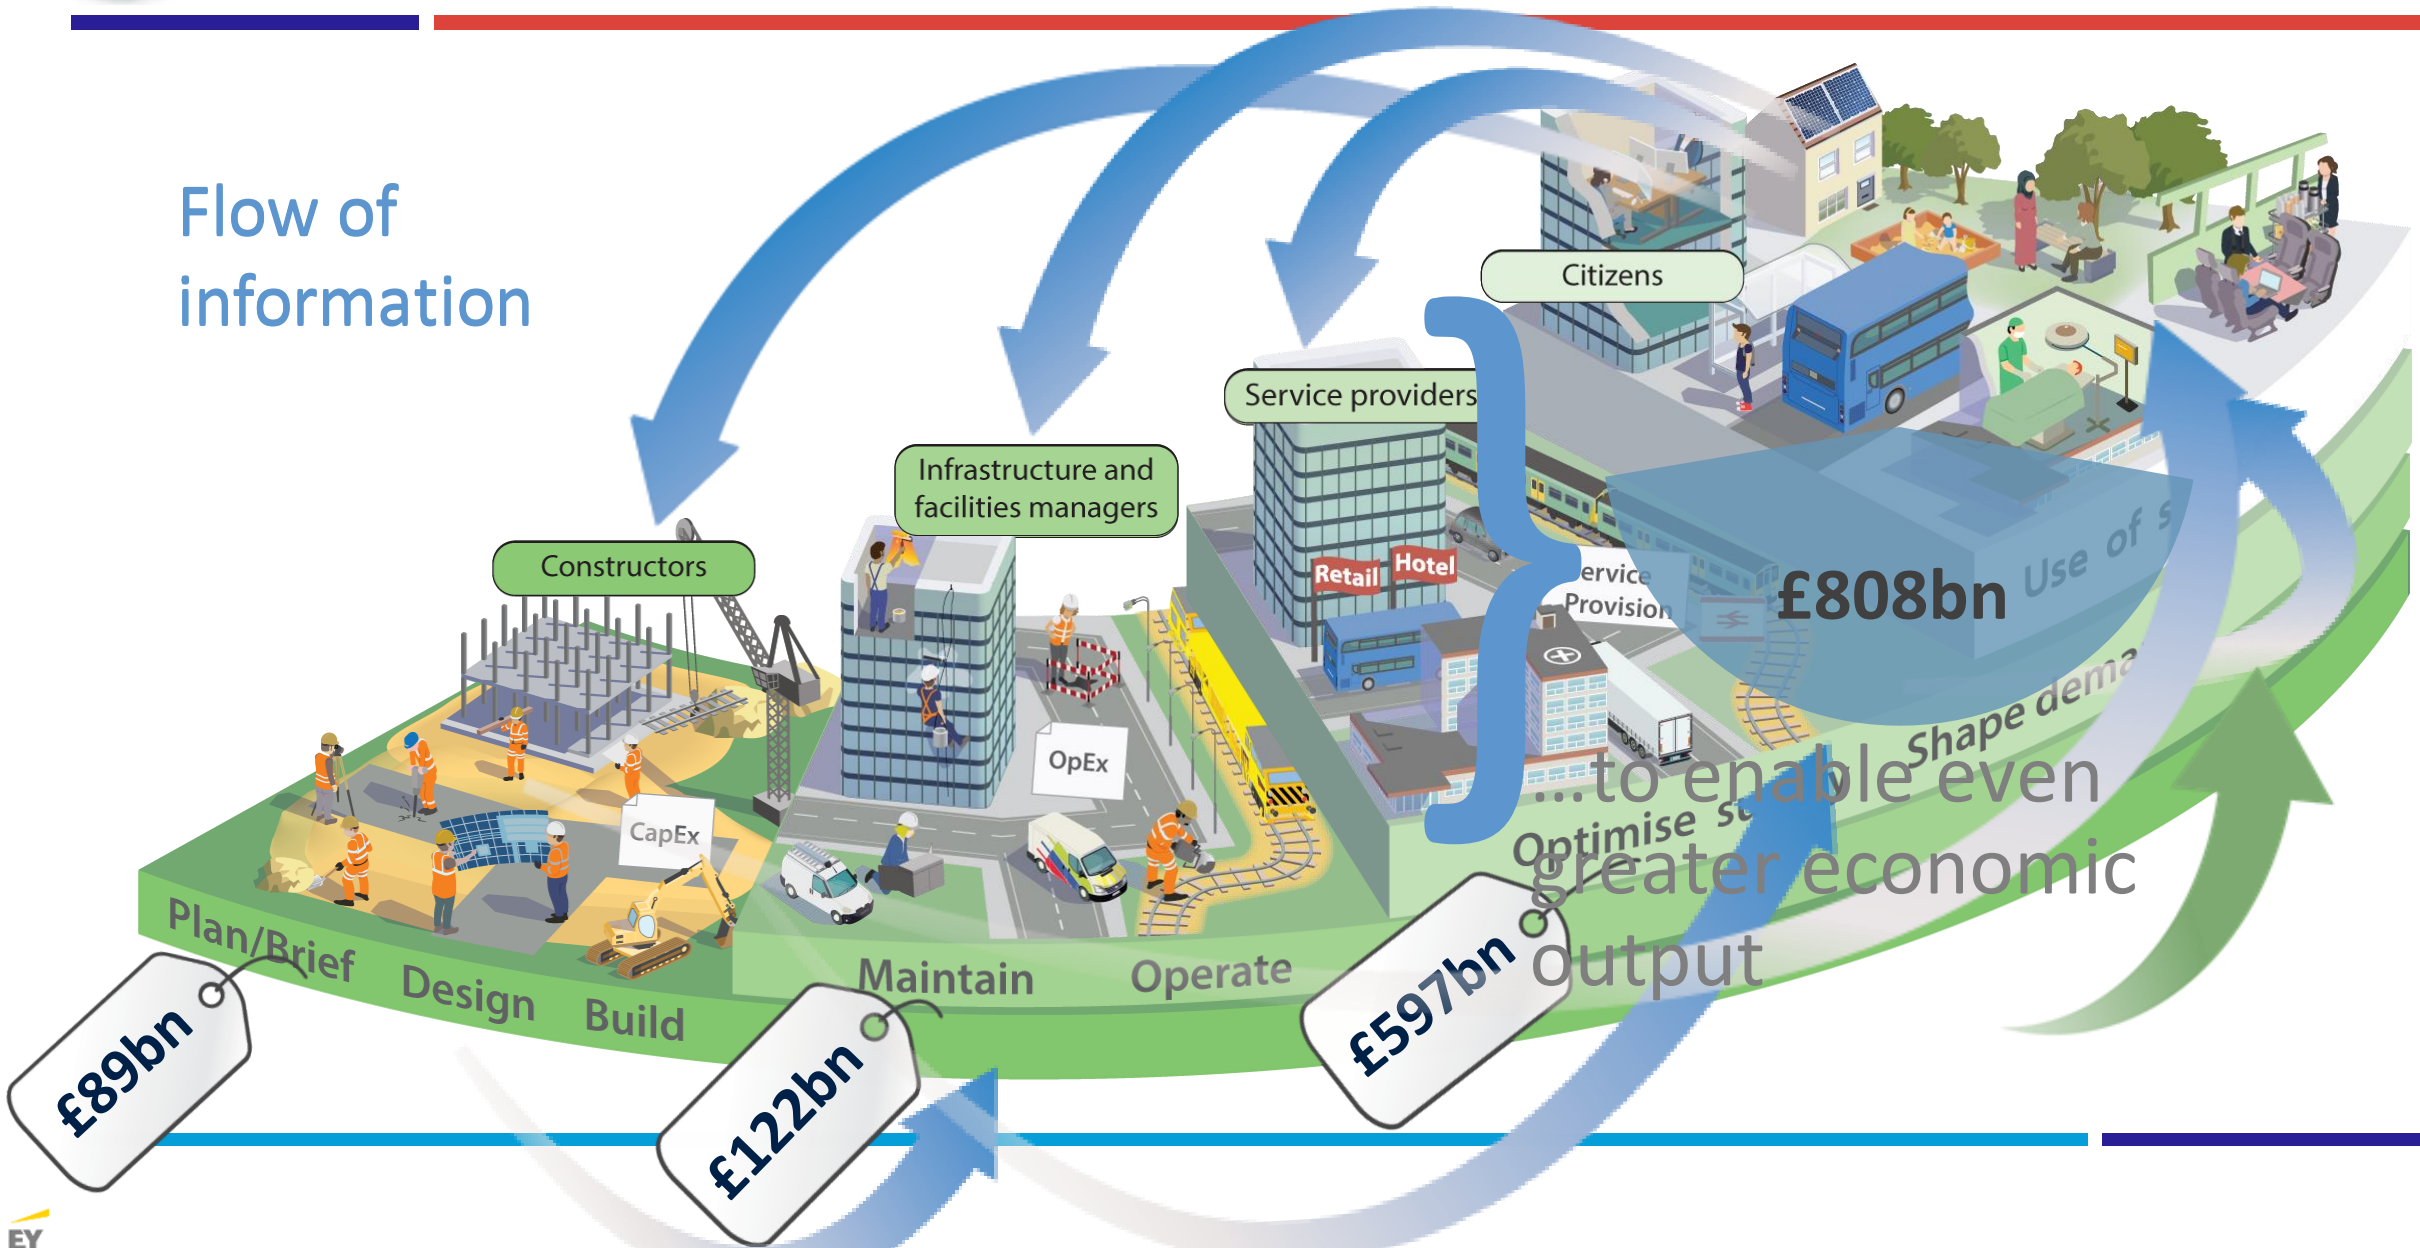 Flow of
information
Citizens
Service providers
Infrastructure and
facilities managers
Constructors
Retail
Hotel
ervice
Provision
£808bn
Use of s
Shape dema
OpEx
CapEx
...to enable even
greater economic
output
Optimise su
y
Plan/Brief
Design
Build
Maintain
Operate
£89bn
£122bn
£597bn
EY